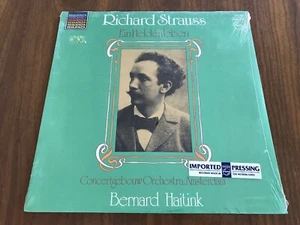 Richard Strauss
Ein Heldenleben
Concertgebouw Orchestra, Amsterdam
Bernard Haitink
IMPORTED PRESSING